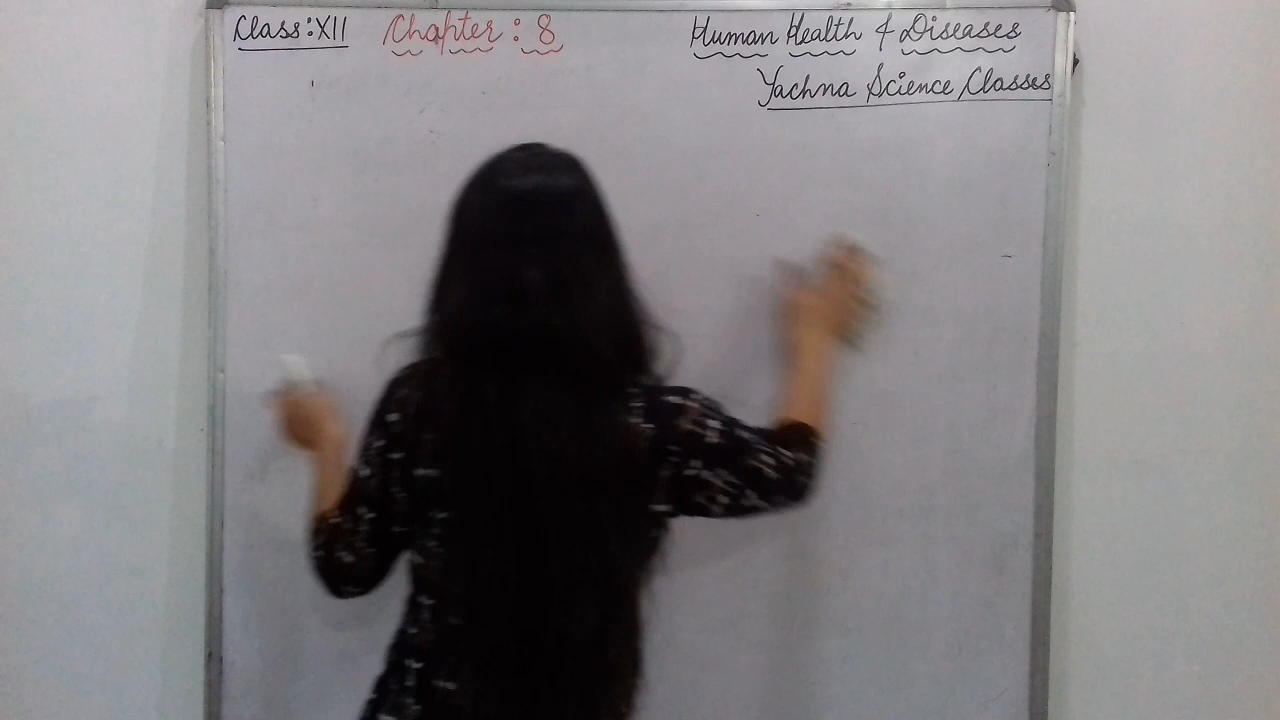 Class:XII Chapter : 8 Human Health & Diseases
Yachna Science Classes